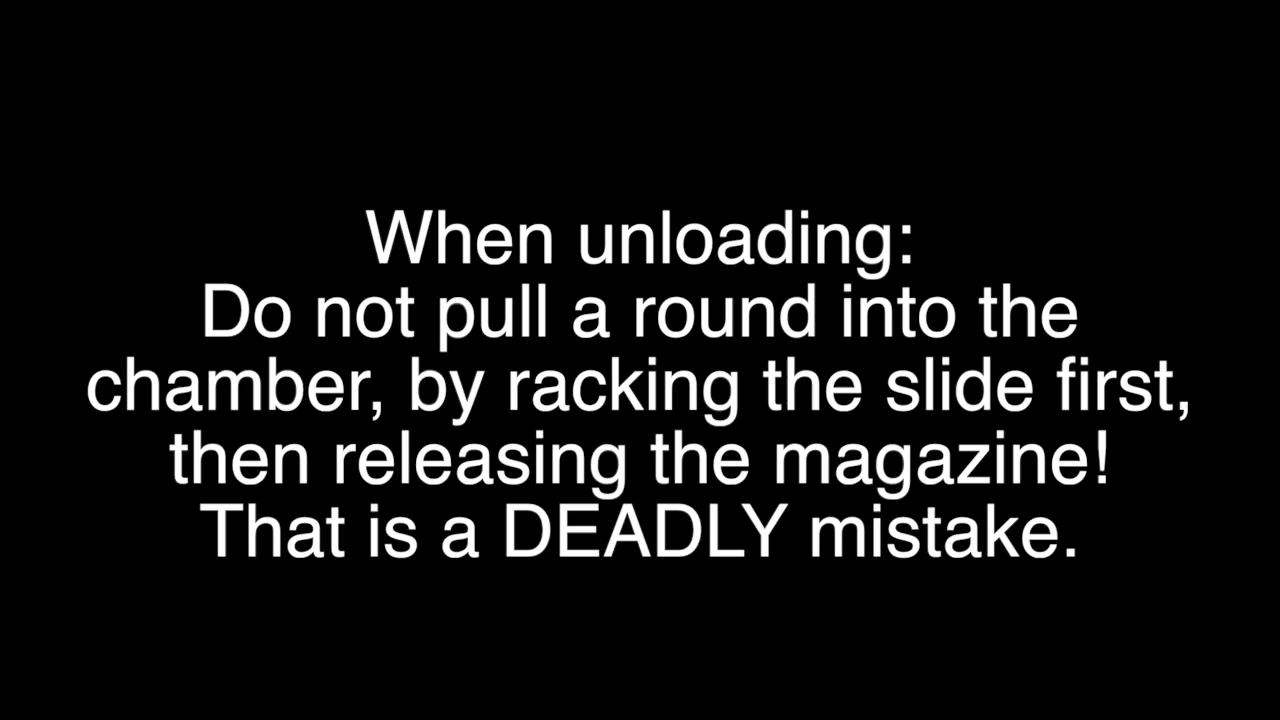 When unloading:
Do not pull a round into the
chamber, by racking the slide first,
then releasing the magazine!
That is a DEADLY mistake.